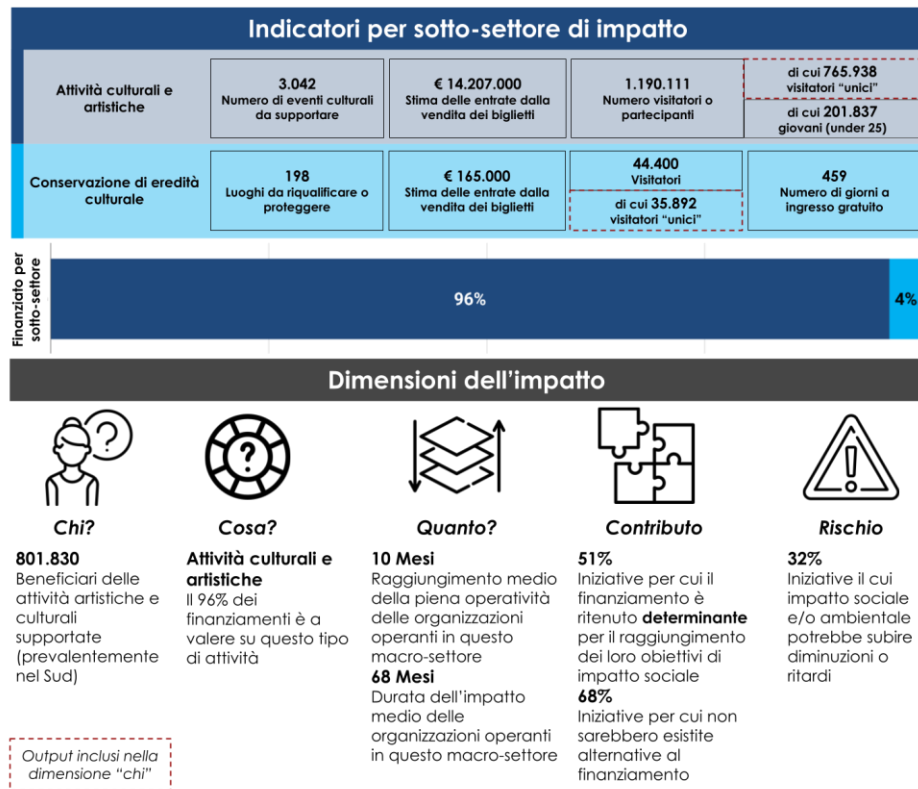 Indicatori per sotto-settore di impatto
Attività culturali e
artistiche
3.042
Numero di eventi culturali
da supportare
€ 14.207.000
Stima delle entrate dalla
vendita dei biglietti
1.190.111
Numero visitatori o
partecipanti
di cui 765.938
visitatori “unici”
di cui 201.837
giovani (under 25)
Conservazione di eredità
culturale
198
Luoghi da riqualificare o
proteggere
€ 165.000
Stima delle entrate dalla
vendita dei biglietti
44.400
Visitatori
di cui 35.892
visitatori “unici”
459
Numero di giorni a
ingresso gratuito
Finanziato per
sotto-settore
96%
4%
Dimensioni dell’impatto
?
Chi?
801.830
Beneficiari delle
attività artistiche e
culturali
supportate
(prevalentemente
nel Sud)
?
Cosa?
Attività culturali e
artistiche
Il 96% dei
finanziamenti è a
valere su questo tipo
di attività
Quanto?
10 Mesi
Raggiungimento medio
della piena operatività
delle organizzazioni
operanti in questo
macro-settore
68 Mesi
Durata dell’impatto
medio delle
organizzazioni operanti
in questo macro-settore
Contributo
51%
Iniziative per cui il
finanziamento è
ritenuto determinante
per il raggiungimento
dei loro obiettivi di
impatto sociale
68%
Iniziative per cui non
sarebbero esistite
alternative al
finanziamento
Rischio
32%
Iniziative il cui
impatto sociale
e/o ambientale
potrebbe subire
diminuzioni o
ritardi
Output inclusi nella
dimensione “chi”